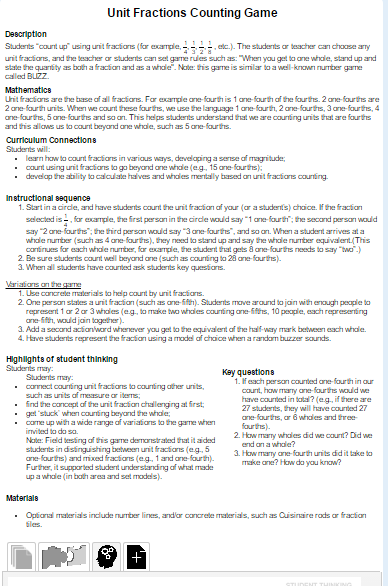 Unit Fractions Counting Game
Description
Students "count up" using unit fractions (for example, 1/4, 1/3, 1/2, 1/8, etc.). The students or teacher can choose any
unit fractions, and the teacher or students can set game rules such as: "When you get to one whole, stand up and
state the quantity as both a fraction and as a whole". Note: this game is similar to a well-known number game
called BUZZ.
Mathematics
Unit fractions are the base of all fractions. For example one-fourth is 1 one-fourth of the fourths. 2 one-fourths are
2 one-fourth units. When we count these fourths, we use the language 1 one-fourth, 2 one-fourths, 3 one-fourths, 4
one-fourths, 5 one-fourths and so on. This helps students understand that we are counting units that are fourths
and this allows us to count beyond one whole, such as 5 one-fourths.
Curriculum Connections
Students will:
• learn how to count fractions in various ways, developing a sense of magnitude;
• count using unit fractions to go beyond one whole (e.g., 15 one-fourths);
• develop the ability to calculate halves and wholes mentally based on unit fractions counting.
Instructional sequence
1. Start in a circle, and have students count the unit fraction of your (or a student's) choice. If the fraction
selected is 1/4, for example, the first person in the circle would say "1 one-fourth"; the second person would
say "2 one-fourths"; the third person would say "3 one-fourths", and so on. When a student arrives at a
whole number (such as 4 one-fourths), they need to stand up and say the whole number equivalent.(This
continues for each whole number, for example, the student that gets 8 one-fourths needs to say "two".)
2. Be sure students count well beyond one (such as counting to 28 one-fourths).
3. When all students have counted ask students key questions.
Variations on the game
1. Use concrete materials to help count by unit fractions.
2. One person states a unit fraction (such as one-fifth). Students move around to join with enough people to
represent 1 or 2 or 3 wholes (e.g., to make two wholes counting one-fifths, 10 people, each representing
one-fifth, would join together).
3. Add a second action/word whenever you get to the equivalent of the half-way mark between each whole.
4. Have students represent the fraction using a model of choice when a random buzzer sounds.
Highlights of student thinking
Students may:
Students may:
• connect counting unit fractions to counting other units,
such as units of measure or items;
• find the concept of the unit fraction challenging at first;
• get 'stuck' when counting beyond the whole;
• come up with a wide range of variations to the game when
invited to do so.
Note: Field testing of this game demonstrated that it aided
students in distinguishing between unit fractions (e.g., 5
one-fourths) and mixed fractions (e.g., 1 and one-fourth).
Further, it supported student understanding of what made
up a whole (in both area and set models).
Key questions
1. If each person counted one-fourth in our
count, how many one-fourths would we
have counted in total? (e.g., if there are
27 students, they will have counted 27
one-fourths, or 6 wholes and three-
fourths).
2. How many wholes did we count? Did we
end on a whole?
3. How many one-fourth units did it take to
make one? How do you know?
Materials
• Optional materials include number lines, and/or concrete materials, such as Cuisinaire rods or fraction
tiles.
STUDENT THINKING